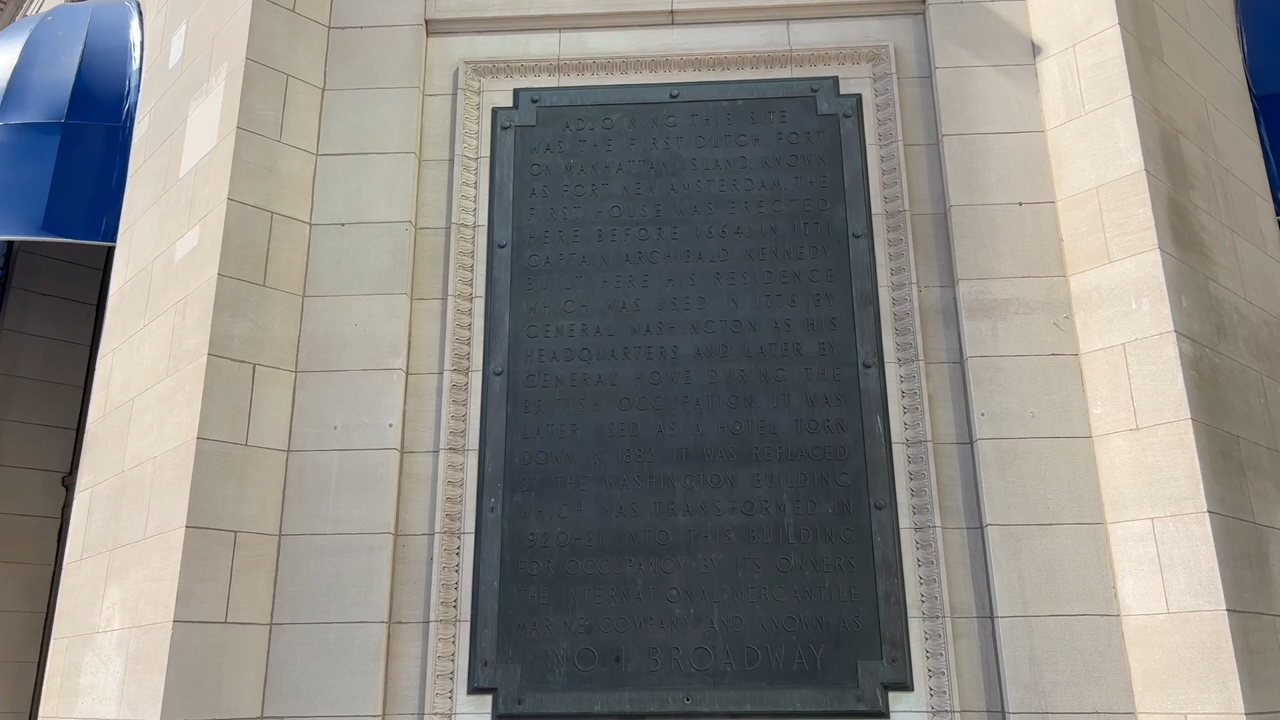 ADJOINING THIS SITE
WAS THE FIRST DUTCH FORT
ON MANHATTAN ISLAND KNOWN
AS FORT NEW AMSTERDAM. THE
FIRST HOUSE WAS ERECTED
HERE BEFORE 1664. IN 1771
CAPTAIN ARCHIBALD KENNEDY
BUILT HERE HIS RESIDENCE
WHICH WAS USED IN 1776 BY
GENERAL WASHINGTON AS HIS
HEADQUARTERS AND LATER BY
GENERAL HOWE DURING THE
BRITISH OCCUPATION. IT WAS
LATER USED AS A HOTEL. TORN
DOWN IN 1882 IT WAS REPLACED
BY THE WASHINGTON BUILDING
WHICH WAS TRANSFORMED IN
1920-21 INTO THIS BUILDING
FOR OCCUPANCY BY ITS OWNERS
THE INTERNATIONAL MERCANTILE
MARINE COMPANY AND KNOWN AS
NO. 1 BROADWAY